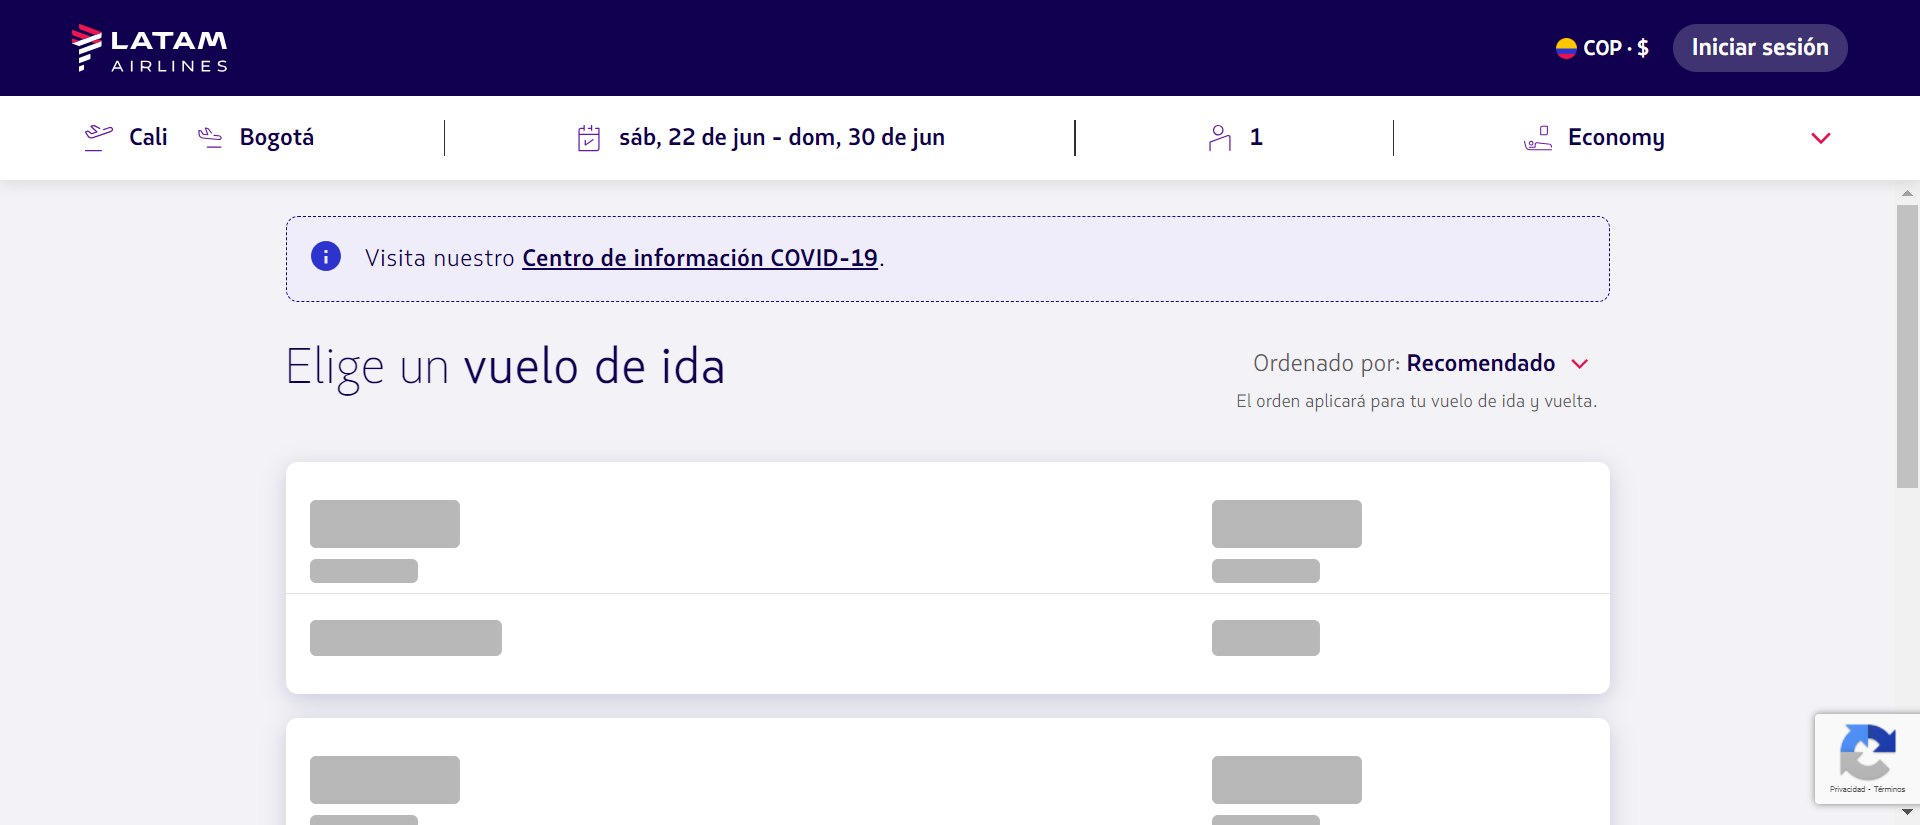 LATAM
AIRLINES
COP · $
Iniciar sesión
Cali
Bogotá
sáb, 22 de jun - dom, 30 de jun
1
Economy
Visita nuestro Centro de información COVID-19.
Elige un vuelo de ida
Ordenado por: Recomendado
El orden aplicará para tu vuelo de ida y vuelta.
Privacidad - Términos